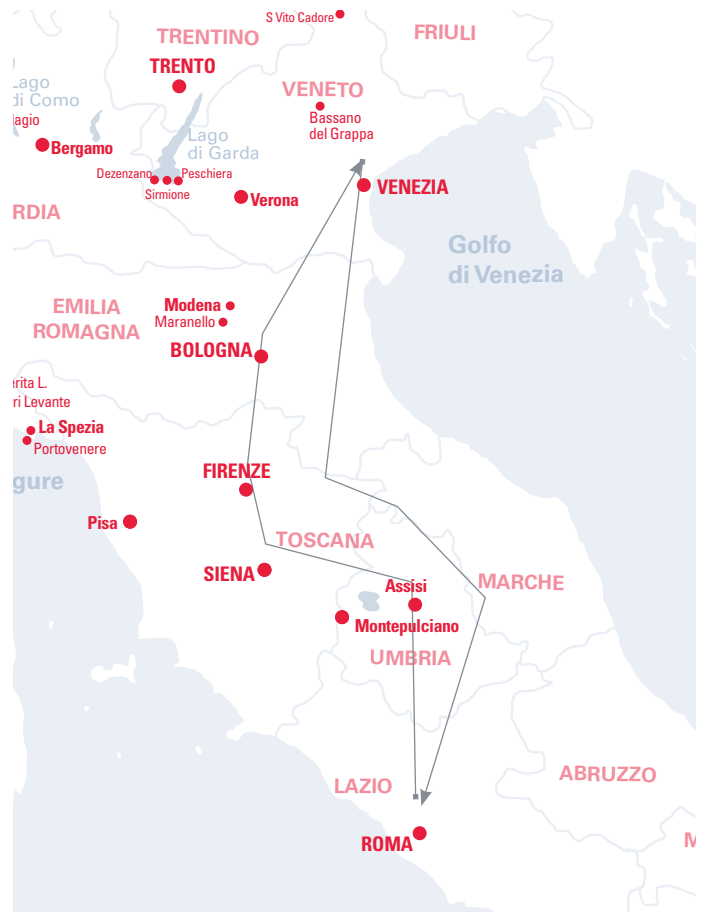 S Vito Cadore
TRENTINO
FRIULI
TRENTO
VENETO
Lago
di Como
Bassano
del Grappa
Lago
di Garda
Bergamo
Dezenzano
Peschiera
Sirmione
VENEZIA
Verona
Golfo
di Venezia
EMILIA
ROMAGNA
Modena
Maranello
BOLOGNA
La Spezia
Portovenere
FIRENZE
Pisa
TOSCANA
SIENA
Assisi
MARCHE
Montepulciano
UMBRIA
LAZIO
ABRUZZO
ROMA